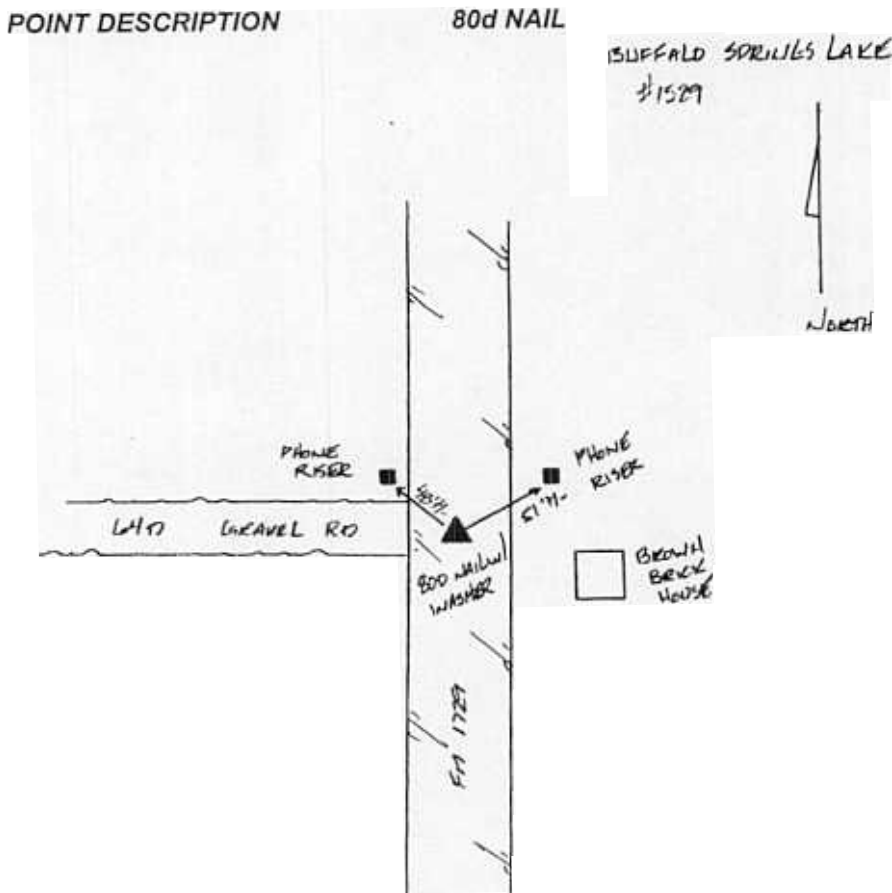 POINT DESCRIPTION 80d NAIL
BUFFALO SPRINGS LAKE
#1529
NORTH
PHONE
RISER
PHONE
RISER
51'+/-
GRAVEL RD
80D NAIL W/
WASHER
BROWN
BRICK
HOUSE
FM 1729